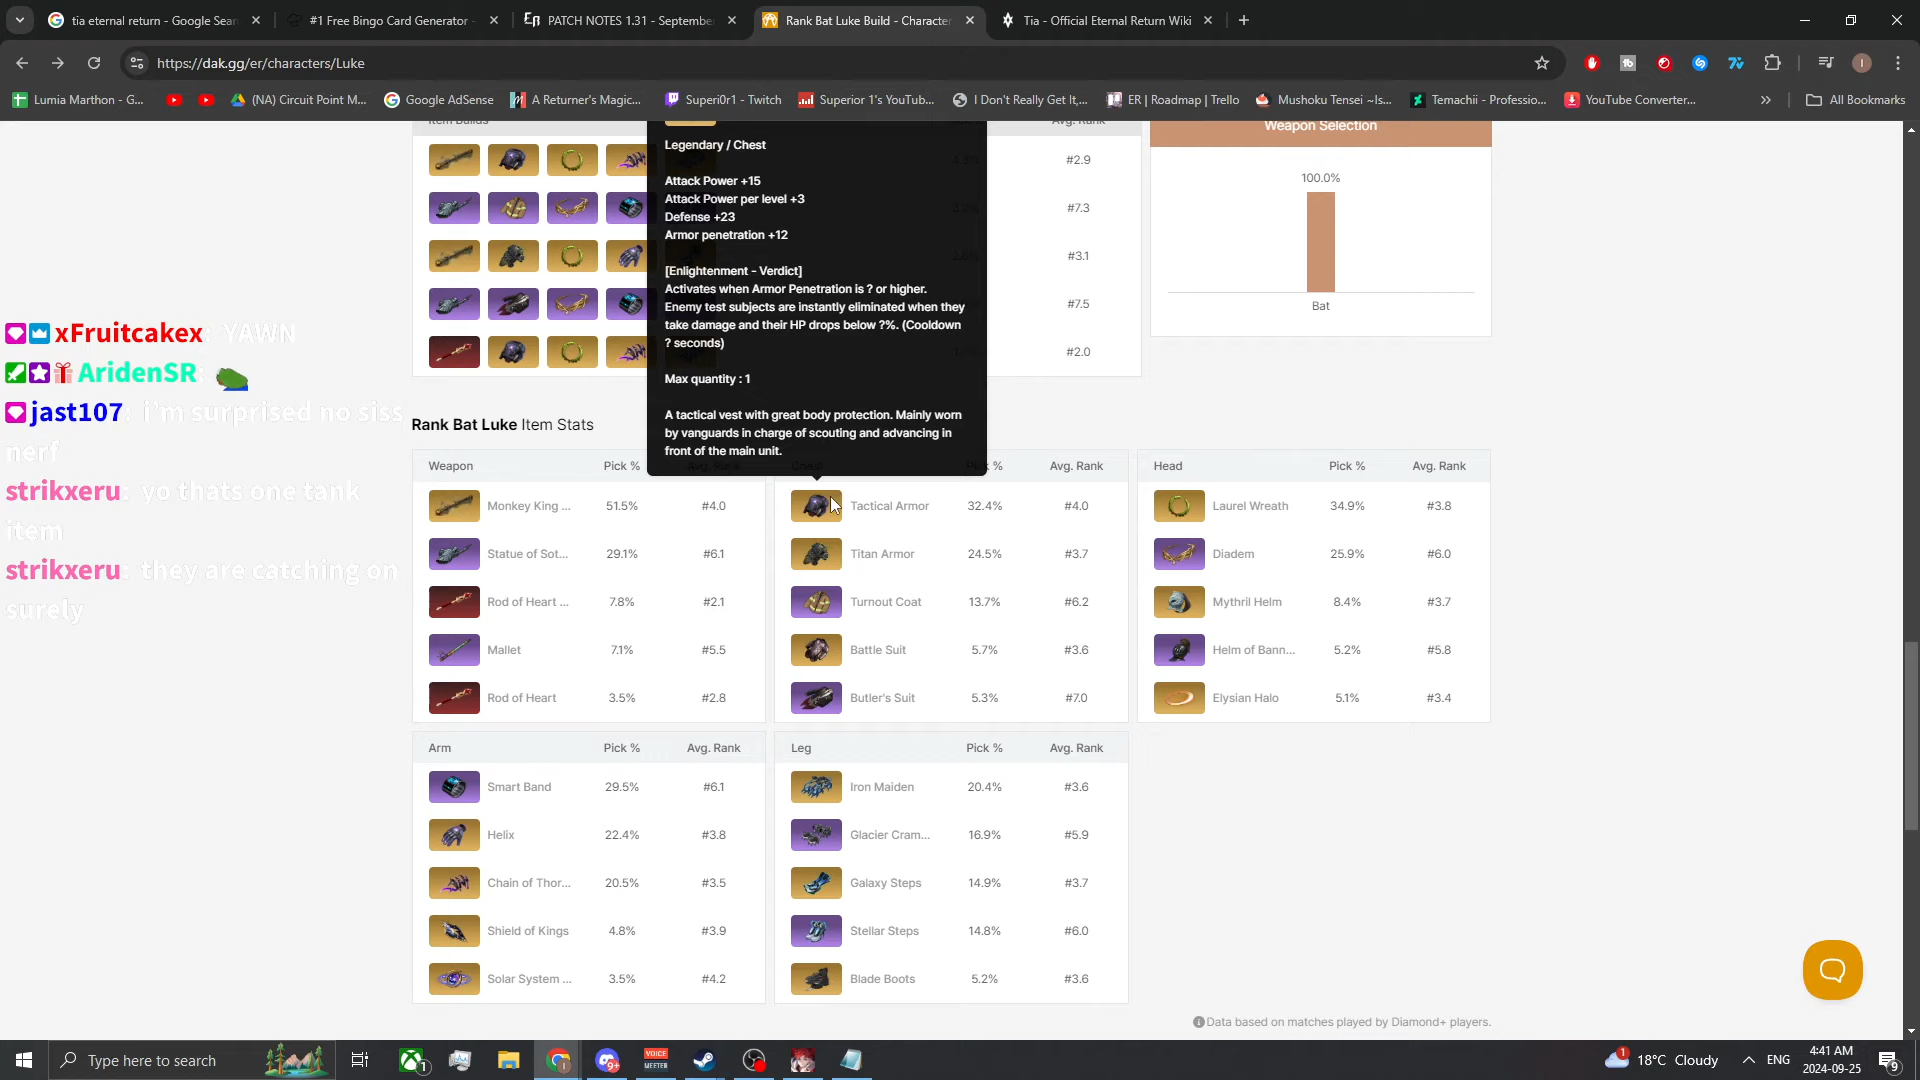 tia eternal return - Google Sear
#1 Free Bingo Card Generator -
PATCH NOTES 1.31 - September
Rank Bat Luke Build - Character
Tia - Official Eternal Return Wiki
https://dak.gg/er/characters/Luke
Lumia Marthon - G...
(NA) Circuit Point M...
Google AdSense
A Returner's Magic...
Superi0r1 - Twitch
Superior 1's YouTub...
I Don't Really Get It,...
ER | Roadmap | Trello
Mushoku Tensei ~Is...
Temachii - Professio...
YouTube Converter...
All Bookmarks
Item Builds
Avg. Rank
Weapon Selection
#2.9
#7.3
#3.1
#7.5
#2.0
100.0%
Bat
Legendary / Chest
Attack Power +15
Attack Power per level +3
Defense +23
Armor penetration +12
[Enlightenment - Verdict]
Activates when Armor Penetration is ? or higher.
Enemy test subjects are instantly eliminated when they
take damage and their HP drops below ?%. (Cooldown
? seconds)
Max quantity : 1
A tactical vest with great body protection. Mainly worn
by vanguards in charge of scouting and advancing in
front of the main unit.
xFruitcakex: YAWN
AridenSR:
jast107: i'm surprised no siss
nerf
strikxeru: yo thats one tank
item
strikxeru: they are catching on
surely
Rank Bat Luke Item Stats
Weapon Pick % Avg. Rank
Monkey King ... 51.5% #4.0
Statue of Sot... 29.1% #6.1
Rod of Heart ... 7.8% #2.1
Mallet 7.1% #5.5
Rod of Heart 3.5% #2.8
Chest Pick % Avg. Rank
Tactical Armor 32.4% #4.0
Titan Armor 24.5% #3.7
Turnout Coat 13.7% #6.2
Battle Suit 5.7% #3.6
Butler's Suit 5.3% #7.0
Head Pick % Avg. Rank
Laurel Wreath 34.9% #3.8
Diadem 25.9% #6.0
Mythril Helm 8.4% #3.7
Helm of Bann... 5.2% #5.8
Elysian Halo 5.1% #3.4
Arm Pick % Avg. Rank
Smart Band 29.5% #6.1
Helix 22.4% #3.8
Chain of Thor... 20.5% #3.5
Shield of Kings 4.8% #3.9
Solar System ... 3.5% #4.2
Leg Pick % Avg. Rank
Iron Maiden 20.4% #3.6
Glacier Cram... 16.9% #5.9
Galaxy Steps 14.9% #3.7
Stellar Steps 14.8% #6.0
Blade Boots 5.2% #3.6
Data based on matches played by Diamond+ players.
Type here to search
VOICE
MEETER
18°C Cloudy
ENG
4:41 AM
2024-09-25